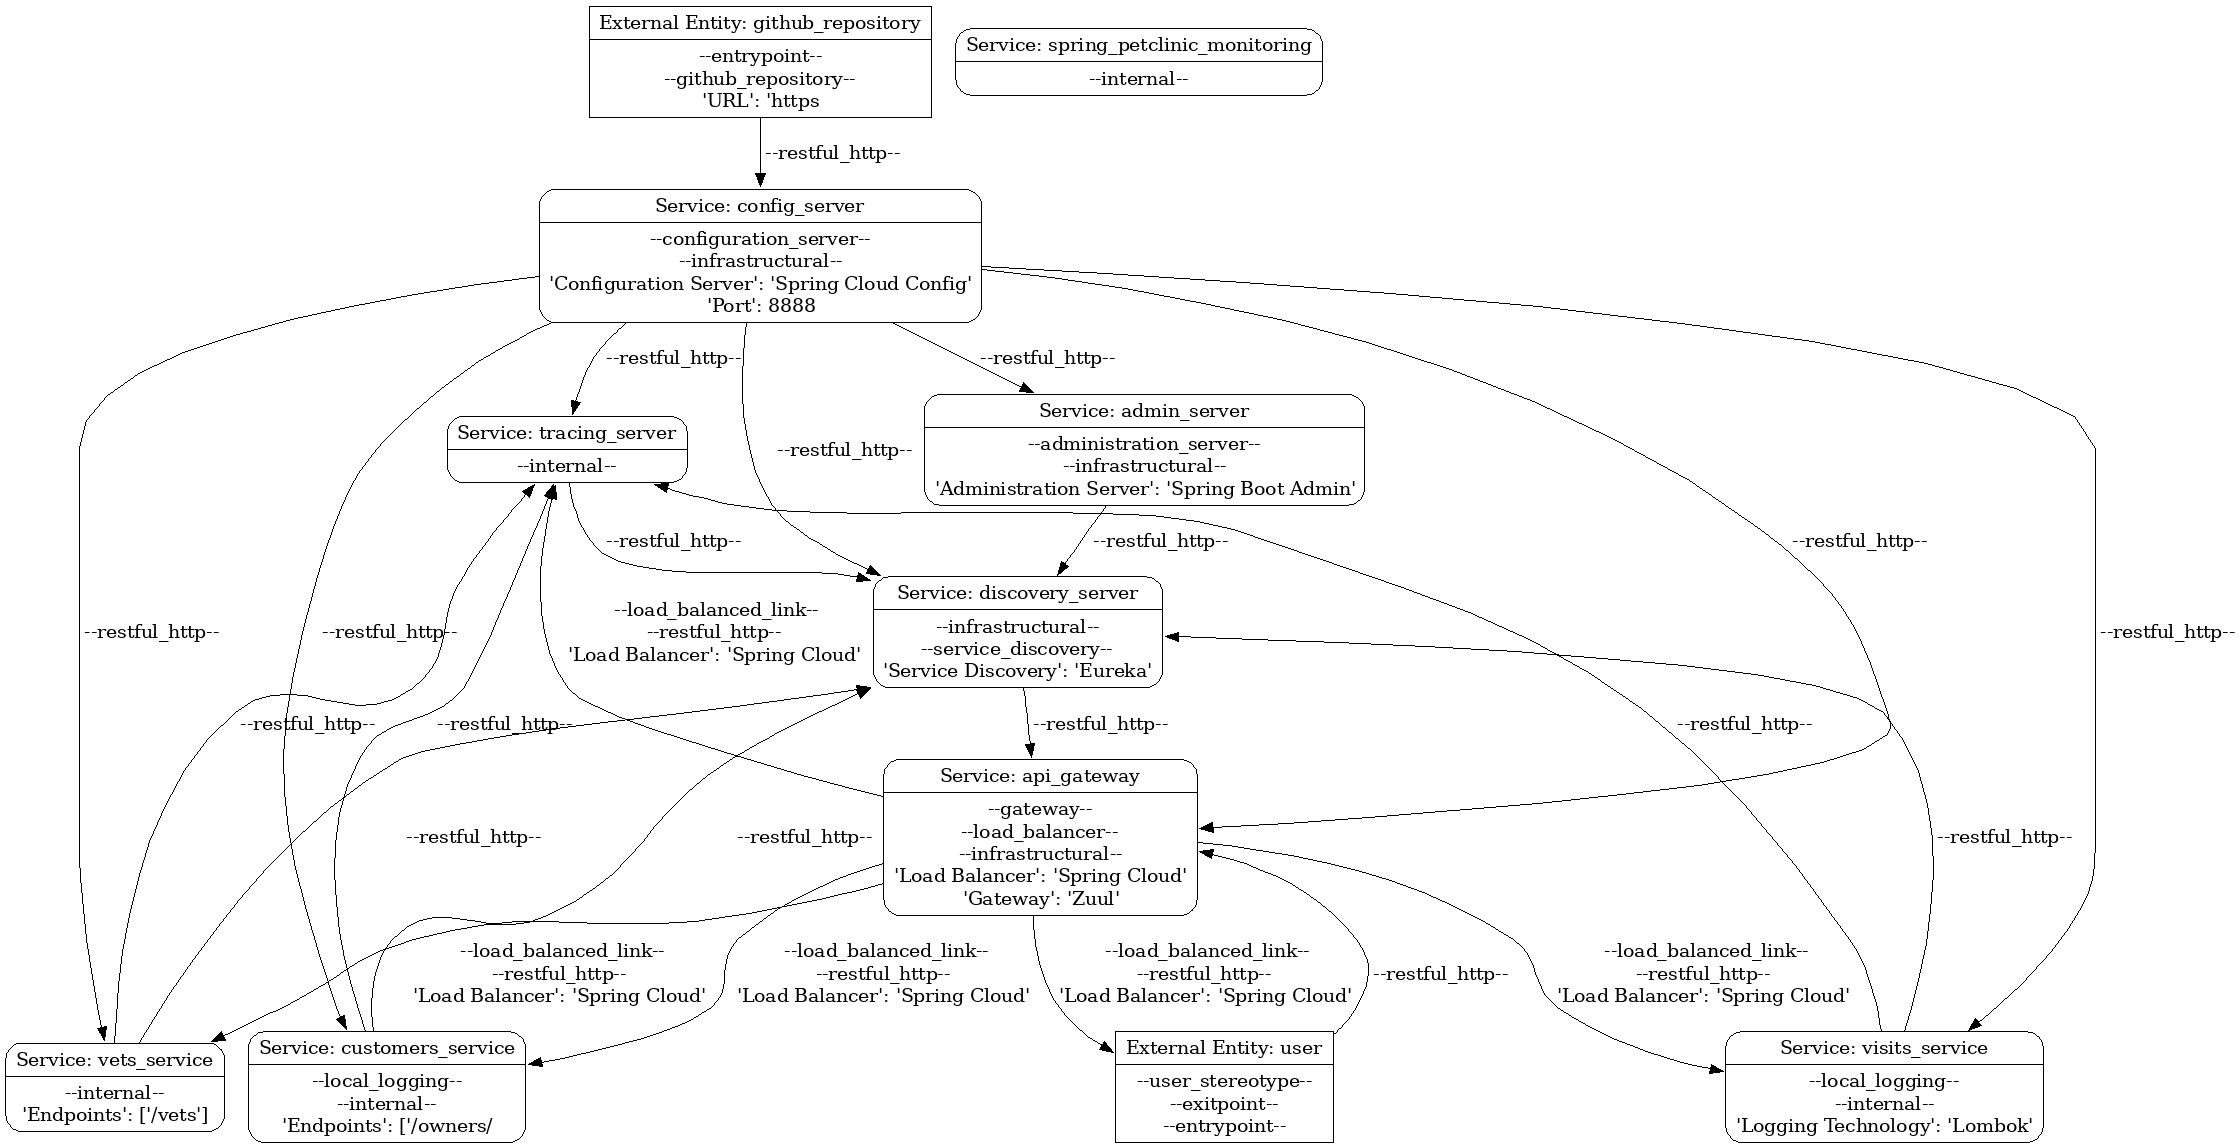 External Entity: github_repository
--entrypoint--
--github_repository--
'URL': 'https
Service: spring_petclinic_monitoring
--internal--
--restful_http--
Service: config_server
--configuration_server--
--infrastructural--
'Configuration Server': 'Spring Cloud Config'
'Port': 8888
--restful_http--
--restful_http--
Service: tracing_server
--internal--
--restful_http--
Service: admin_server
--administration_server--
--infrastructural--
'Administration Server': 'Spring Boot Admin'
--restful_http--
--restful_http--
--restful_http--
--restful_http--
--restful_http--
--load_balanced_link--
--restful_http--
'Load Balancer': 'Spring Cloud'
Service: discovery_server
--infrastructural--
--service_discovery--
'Service Discovery': 'Eureka'
--restful_http--
--restful_http--
--restful_http--
--restful_http--
--restful_http--
--restful_http--
--restful_http--
--restful_http--
Service: api_gateway
--gateway--
--load_balancer--
--infrastructural--
'Load Balancer': 'Spring Cloud'
'Gateway': 'Zuul'
--restful_http--
--load_balanced_link--
--restful_http--
'Load Balancer': 'Spring Cloud'
--load_balanced_link--
--restful_http--
'Load Balancer': 'Spring Cloud'
--load_balanced_link--
--restful_http--
'Load Balancer': 'Spring Cloud'
--restful_http--
--load_balanced_link--
--restful_http--
'Load Balancer': 'Spring Cloud'
Service: vets_service
--internal--
'Endpoints': ['/vets']
Service: customers_service
--local_logging--
--internal--
'Endpoints': ['/owners/
External Entity: user
--user_stereotype--
--exitpoint--
--entrypoint--
Service: visits_service
--local_logging--
--internal--
'Logging Technology': 'Lombok'